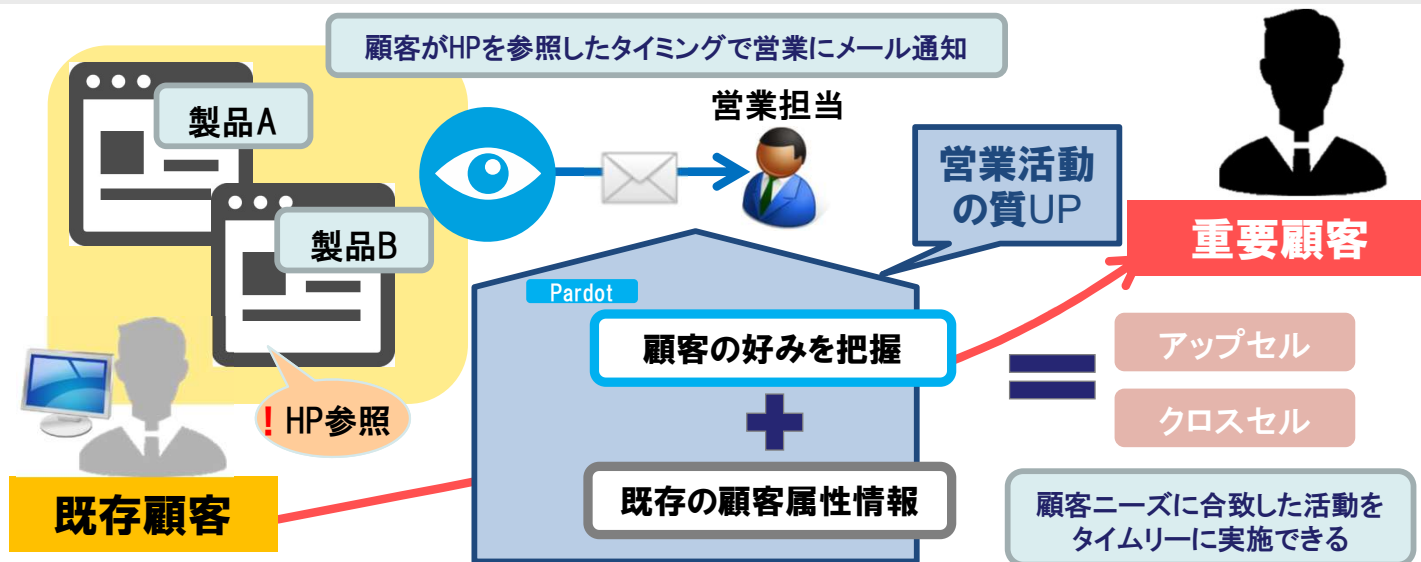 顧客がHPを参照したタイミングで営業にメール通知
製品A
製品B
営業担当
営業活動
の質UP
重要顧客
Pardot
顧客の好みを把握
アップセル
クロスセル
! HP参照
既存顧客
既存の顧客属性情報
顧客ニーズに合致した活動を
タイムリーに実施できる